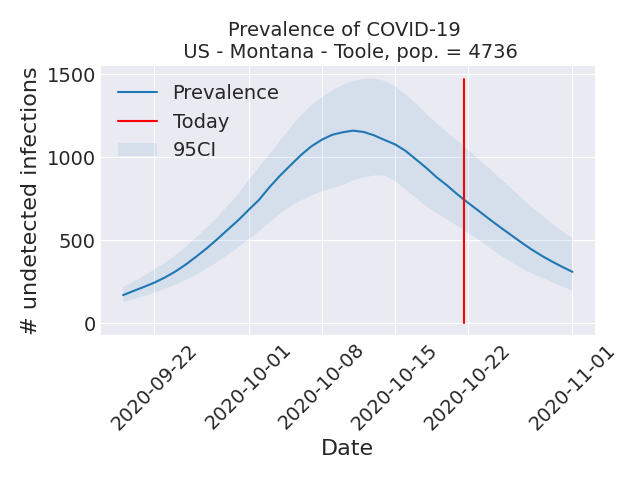 Prevalence of COVID-19
US - Montana - Toole, pop. = 4736
# undetected infections
1500
1000
500
0
Prevalence
Today
95CI
2020-09-22
2020-10-01
2020-10-08
2020-10-15
2020-10-22
2020-11-01
Date